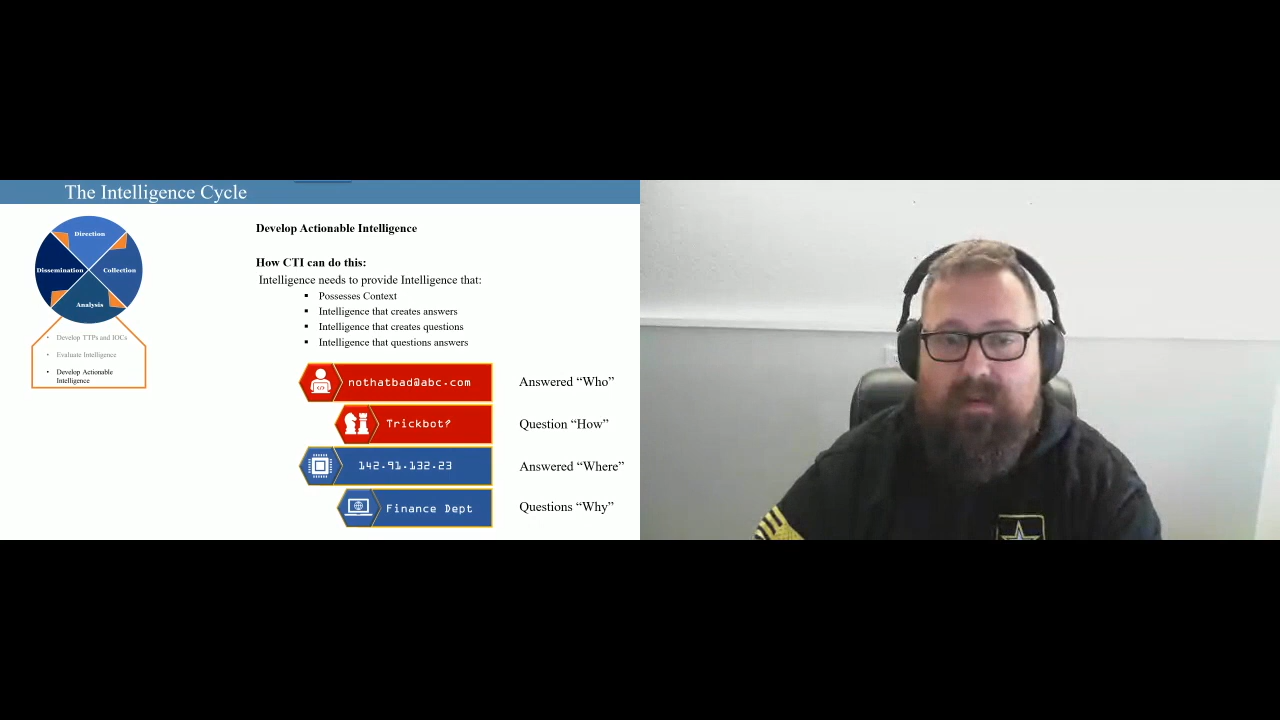 The Intelligence Cycle
Direction
Dissemination
Collection
Analysis
• Develop TTPs and IOCs
• Evaluate Intelligence
• Develop Actionable
Intelligence
Develop Actionable Intelligence
How CTI can do this:
Intelligence needs to provide Intelligence that:
▪ Possesses Context
▪ Intelligence that creates answers
▪ Intelligence that creates questions
▪ Intelligence that questions answers
nothatbad@abc.com
Answered “Who”
Trickbot?
Question “How”
142.91.132.23
Answered “Where”
Finance Dept
Questions “Why”